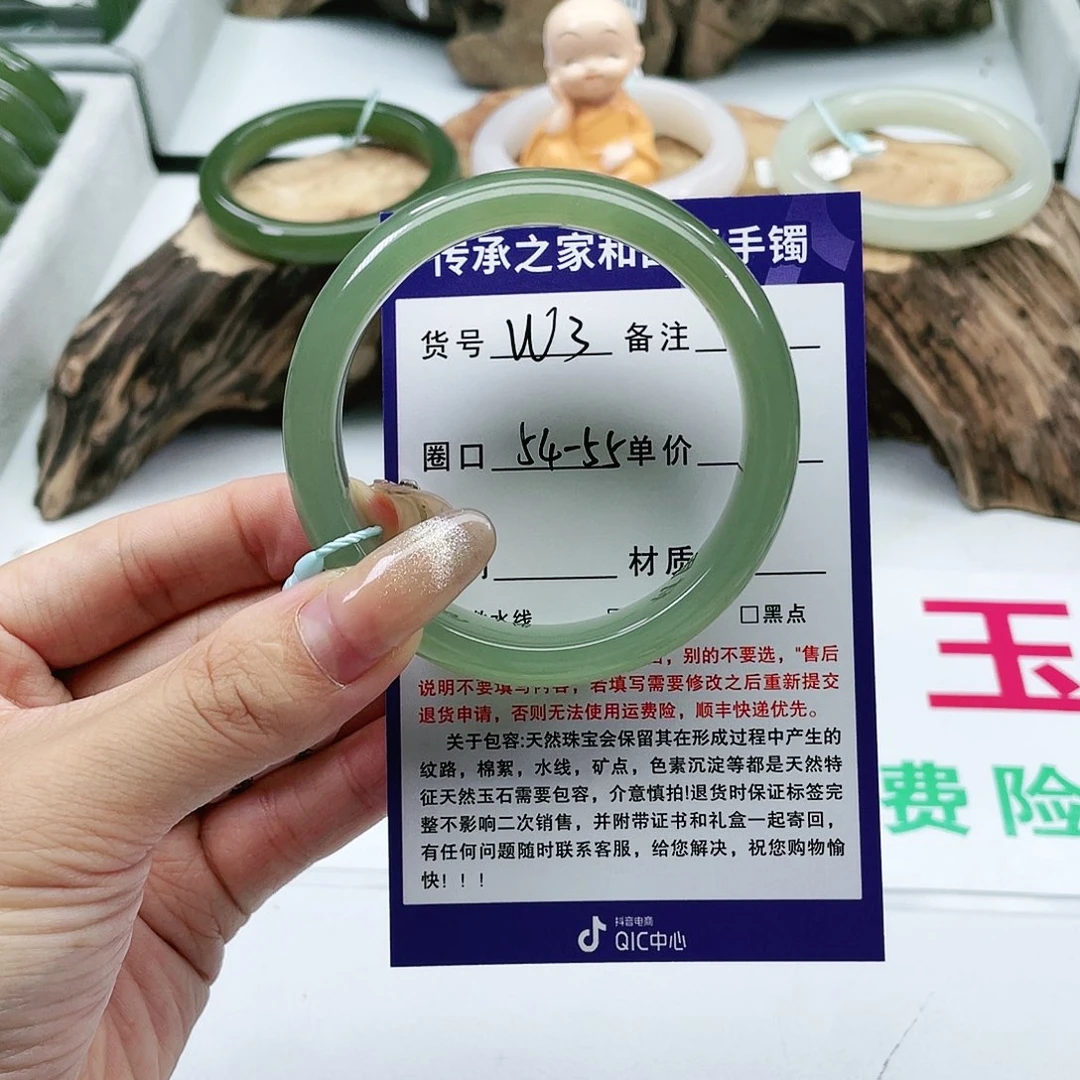 传承之家和 手镯
货号 W3 备注
圈口 54-55 单价
材质
水线 □黑点
别的不要选，"售后
说明不要填写内容，若填写需要修改之后重新提交
退货申请，否则无法使用运费险，顺丰快递优先。
关于包容:天然珠宝会保留其在形成过程中产生的
纹路，棉絮，水线，矿点，色素沉淀等都是天然特
征天然玉石需要包容，介意慎拍!退货时保证标签完
整不影响二次销售，并附带证书和礼盒一起寄回，
有任何问题随时联系客服，给您解决，祝您购物愉
快！！！
抖音电商
QIC中心
玉
费险